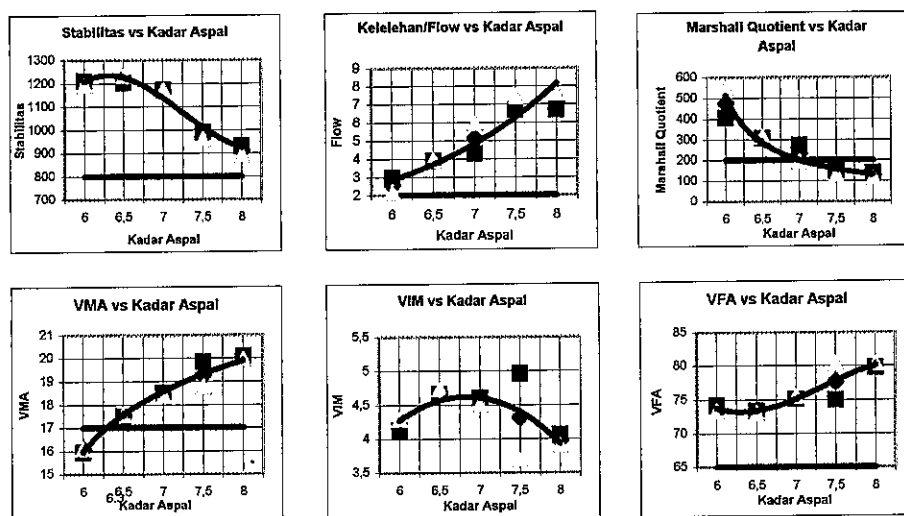 Stabilitas vs Kadar Aspal
Stabilitas
1300
1200
1100
1000
900
800
700
6 6,5 7 7,5 8
Kadar Aspal
Kelelehan/Flow vs Kadar Aspal
Flow
9
8
7
6
5
4
3
2
6 6,5 7 7,5 8
Kadar Aspal
Marshall Quotient vs Kadar
Aspal
Marshall Quotient
600
500
400
300
200
100
0
6 6,5 7 7,5 8
Kadar Aspal
VMA vs Kadar Aspal
VMA
21
20
19
18
17
16
15
6 6,5 7 7,5 8
6.3
Kadar Aspal
VIM vs Kadar Aspal
VIM
5,5
5
4,5
4
3,5
6 6,5 7 7,5 8
Kadar Aspal
VFA vs Kadar Aspal
VFA
85
80
75
70
65
6 6,5 7 7,5 8
Kadar Aspal